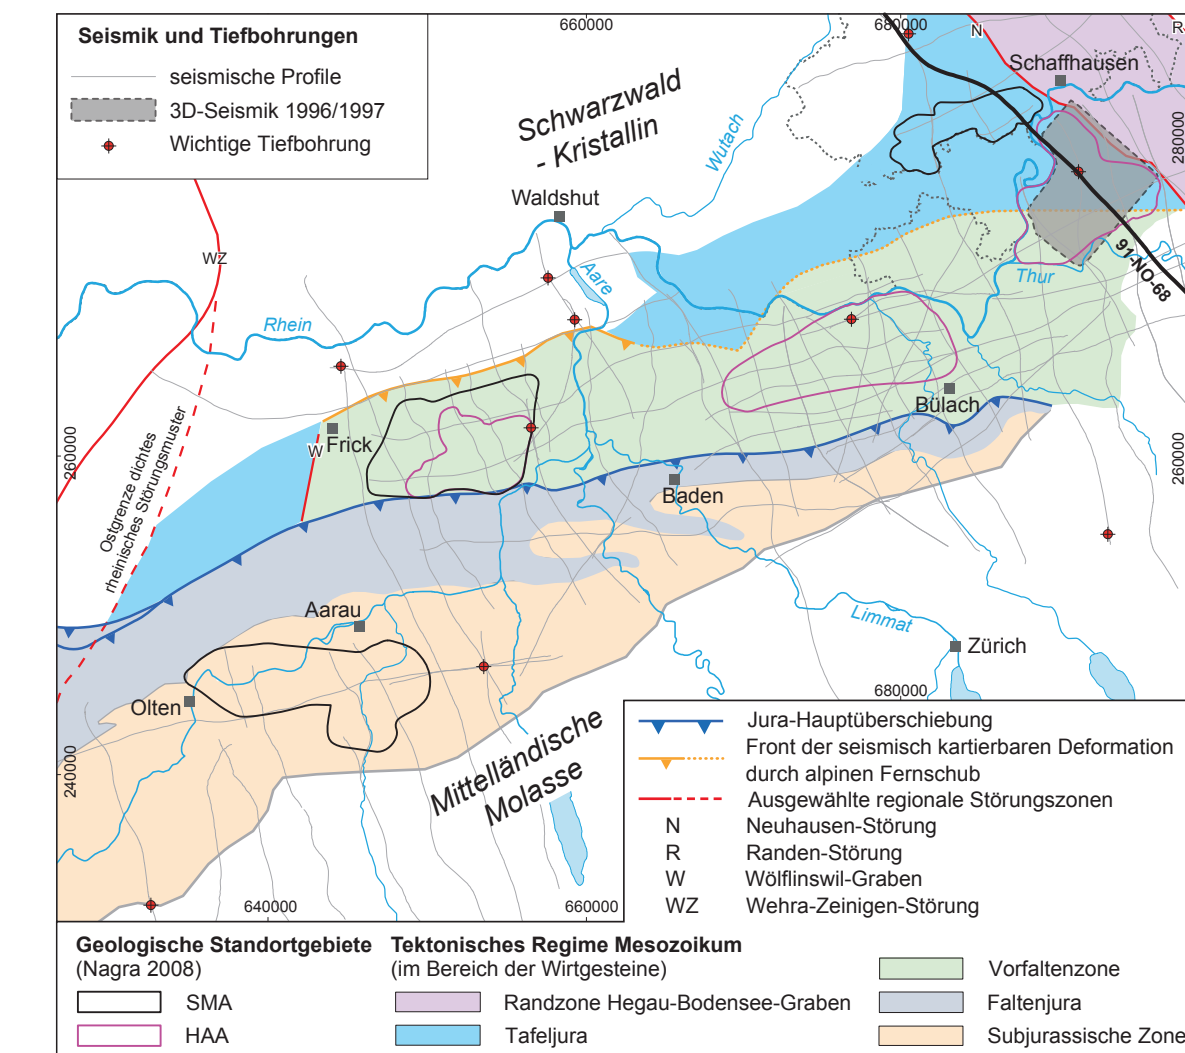 Seismik und Tiefbohrungen
seismische Profile
3D-Seismik 1996/1997
Wichtige Tiefbohrung
660000
680000
N
R
Schaffhausen
280000
Schwarzwald
- Kristallin
Wutach
Waldshut
WZ
Aare
Rhein
Thur
91-NO-68
Ostgrenze dichtes
rheinisches Störungsmuster
260000
W
Frick
Bülach
260000
Baden
Aarau
Limmat
Zürich
Olten
680000
240000
Mittelländische
Molasse
640000
660000
Jura-Hauptüberschiebung
Front der seismisch kartierbaren Deformation
durch alpinen Fernschub
Ausgewählte regionale Störungszonen
N Neuhausen-Störung
R Randen-Störung
W Wölflinswil-Graben
WZ Wehra-Zeinigen-Störung
Geologische Standortgebiete
(Nagra 2008)
SMA
HAA
Tektonisches Regime Mesozoikum
(im Bereich der Wirtgesteine)
Randzone Hegau-Bodensee-Graben
Tafeljura
Vorfaltenzone
Faltenjura
Subjurassische Zone